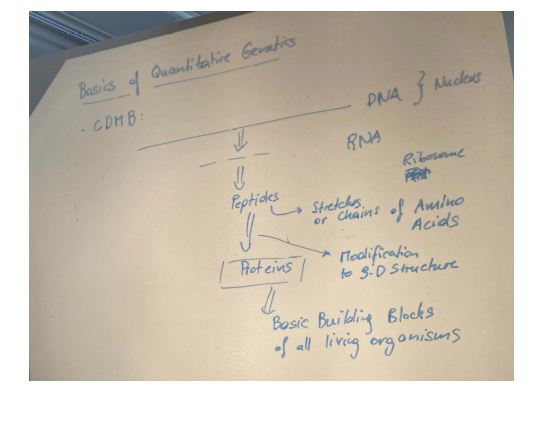 Basics of Quantitative Genetics
- CDMB:
DNA } Nucleus
RNA
Ribosome
Peptides → Stretches
or chains of Amino
Acids
Modification
to 3-D Structure
Proteins
Basic Building Blocks
of all living organisms